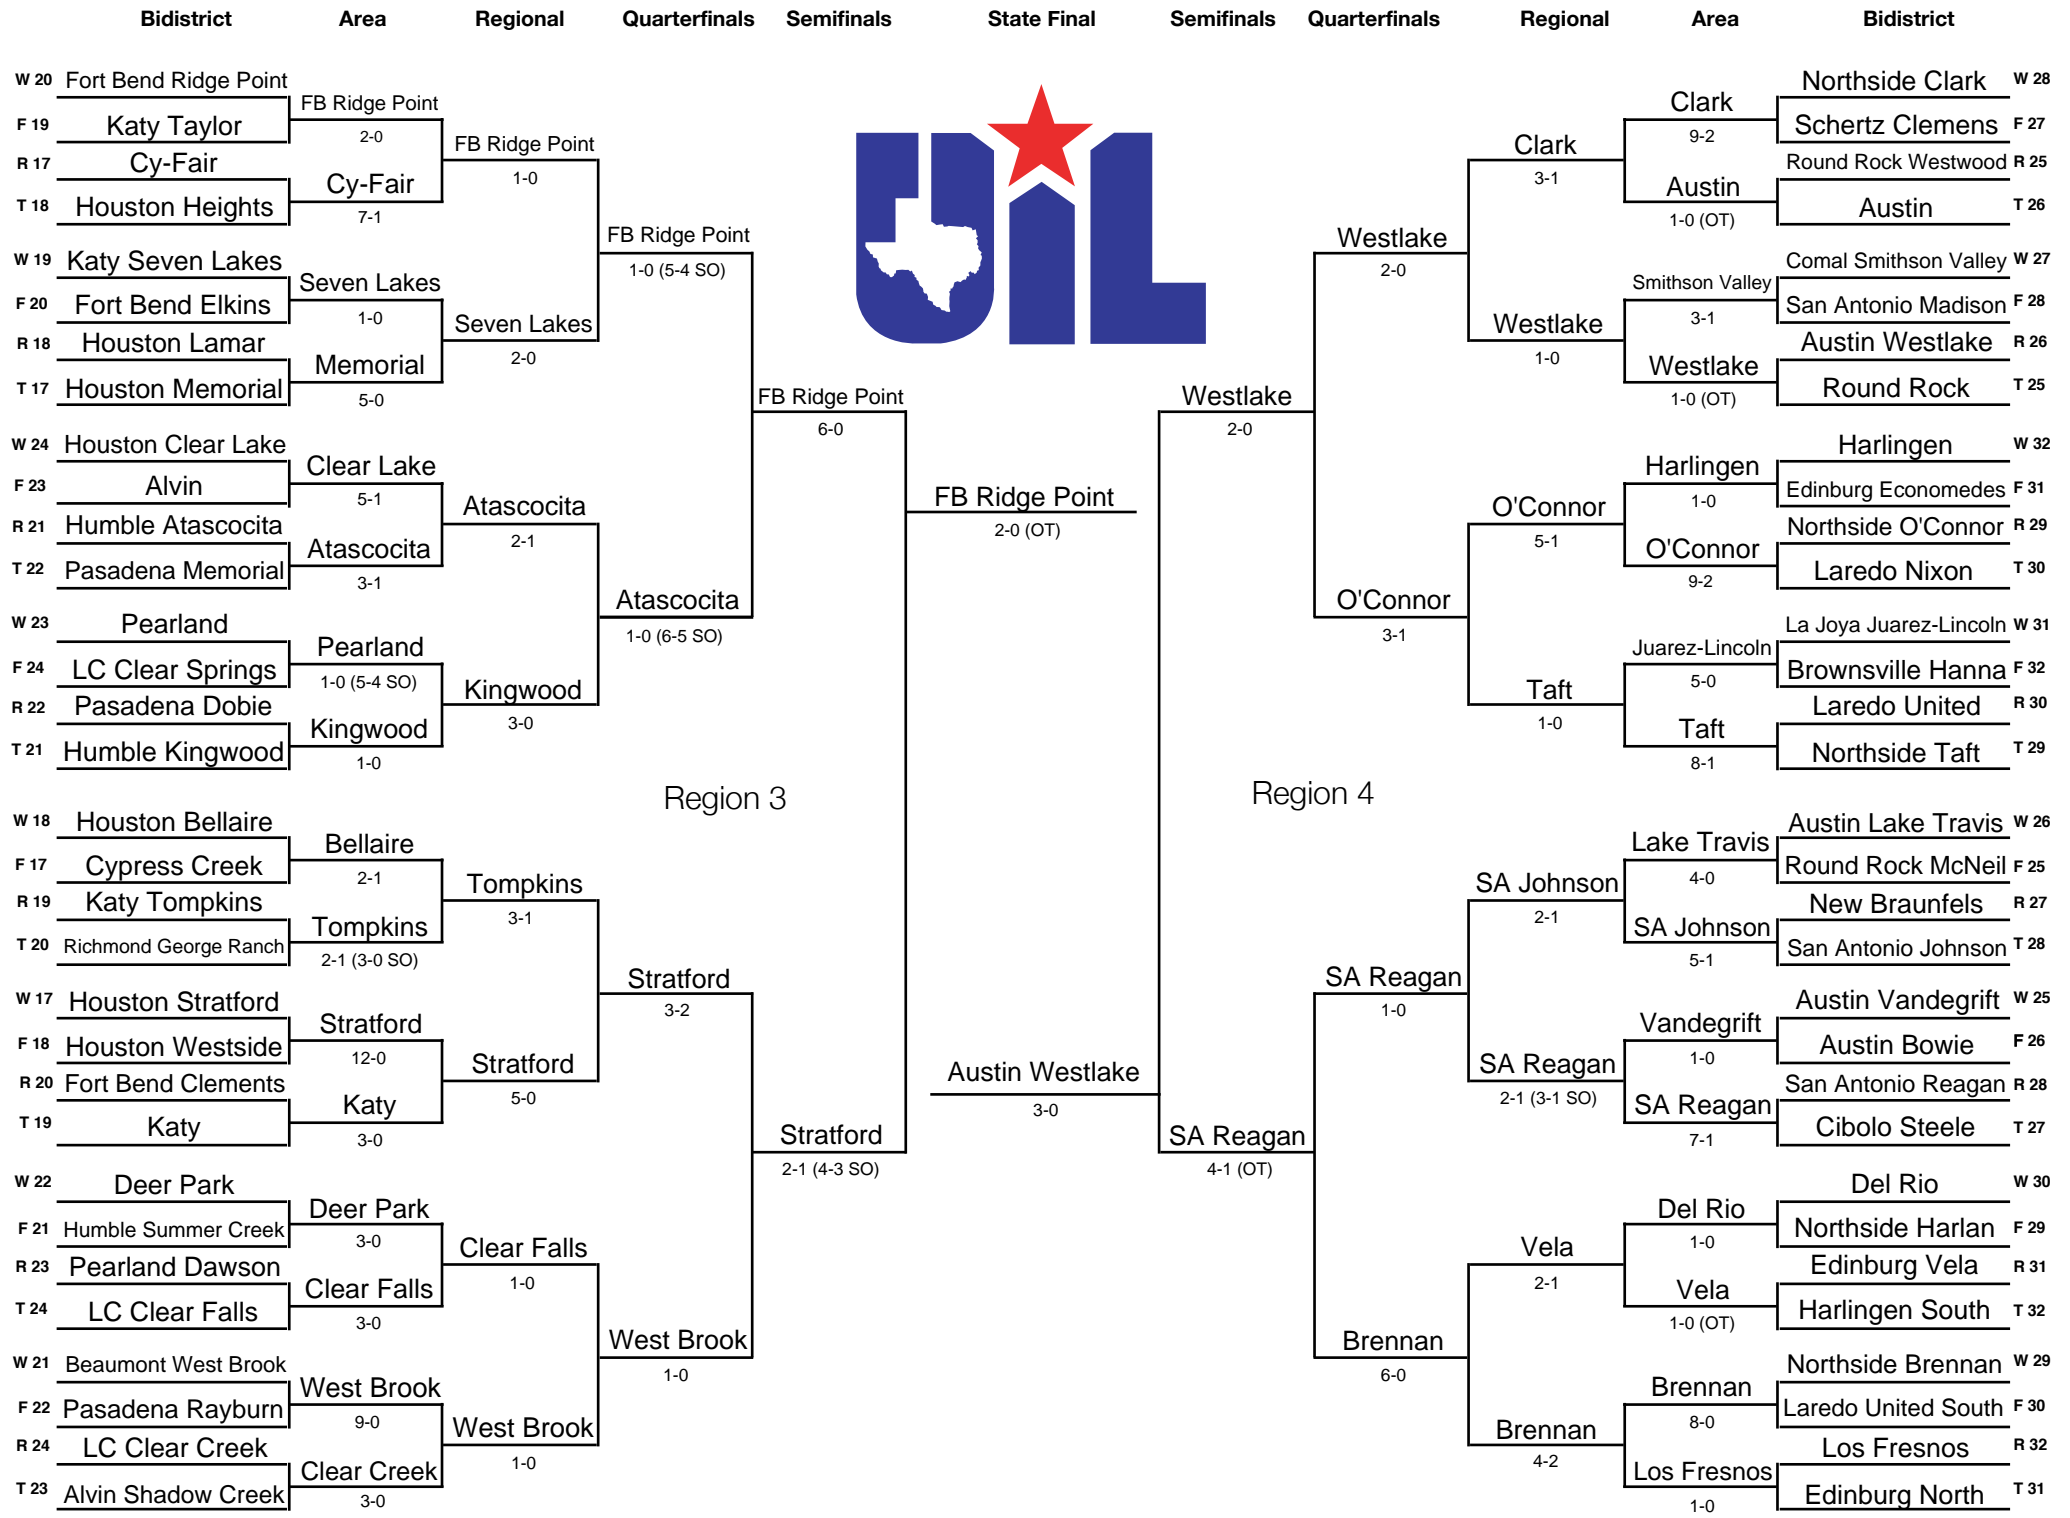 Bidistrict Area Regional Quarterfinals Semifinals State Final Semifinals Quarterfinals Regional Area Bidistrict
W 20 Fort Bend Ridge Point
FB Ridge Point
F 19 Katy Taylor
2-0
FB Ridge Point
R 17 Cy-Fair
1-0
Cy-Fair
T 18 Houston Heights
7-1
FB Ridge Point
1-0 (5-4 SO)
W 19 Katy Seven Lakes
Seven Lakes
F 20 Fort Bend Elkins
1-0
Seven Lakes
R 18 Houston Lamar
2-0
Memorial
T 17 Houston Memorial
5-0
FB Ridge Point
6-0
W 24 Houston Clear Lake
Clear Lake
F 23 Alvin
5-1
Atascocita
R 21 Humble Atascocita
2-1
Atascocita
T 22 Pasadena Memorial
3-1
Atascocita
1-0 (6-5 SO)
W 23 Pearland
Pearland
F 24 LC Clear Springs
1-0 (5-4 SO)
Kingwood
R 22 Pasadena Dobie
3-0
Kingwood
T 21 Humble Kingwood
1-0
Region 3
W 18 Houston Bellaire
Bellaire
F 17 Cypress Creek
2-1
Tompkins
R 19 Katy Tompkins
3-1
Tompkins
T 20 Richmond George Ranch
2-1 (3-0 SO)
Stratford
3-2
W 17 Houston Stratford
Stratford
F 18 Houston Westside
12-0
Stratford
R 20 Fort Bend Clements
5-0
Katy
T 19 Katy
3-0
Stratford
2-1 (4-3 SO)
W 22 Deer Park
Deer Park
F 21 Humble Summer Creek
3-0
Clear Falls
R 23 Pearland Dawson
1-0
Clear Falls
T 24 LC Clear Falls
3-0
West Brook
1-0
W 21 Beaumont West Brook
West Brook
F 22 Pasadena Rayburn
9-0
West Brook
R 24 LC Clear Creek
1-0
Clear Creek
T 23 Alvin Shadow Creek
3-0
UIL
FB Ridge Point
2-0 (OT)
Austin Westlake
3-0
Northside Clark W 28
Clark
Schertz Clemens F 27
9-2
Clark
Round Rock Westwood R 25
3-1
Austin
Austin T 26
1-0 (OT)
Westlake
2-0
Comal Smithson Valley W 27
Smithson Valley
San Antonio Madison F 28
3-1
Westlake
Austin Westlake R 26
1-0
Westlake
Round Rock T 25
1-0 (OT)
Westlake
2-0
Harlingen W 32
Harlingen
Edinburg Economedes F 31
1-0
O'Connor
Northside O'Connor R 29
5-1
O'Connor
Laredo Nixon T 30
9-2
O'Connor
3-1
La Joya Juarez-Lincoln W 31
Juarez-Lincoln
Brownsville Hanna F 32
5-0
Taft
Laredo United R 30
1-0
Taft
Northside Taft T 29
8-1
Region 4
Austin Lake Travis W 26
Lake Travis
Round Rock McNeil F 25
4-0
SA Johnson
New Braunfels R 27
2-1
SA Johnson
San Antonio Johnson T 28
5-1
SA Reagan
1-0
Austin Vandegrift W 25
Vandegrift
Austin Bowie F 26
1-0
SA Reagan
San Antonio Reagan R 28
2-1 (3-1 SO)
SA Reagan
Cibolo Steele T 27
7-1
SA Reagan
4-1 (OT)
Del Rio W 30
Del Rio
Northside Harlan F 29
1-0
Vela
Edinburg Vela R 31
2-1
Vela
Harlingen South T 32
1-0 (OT)
Brennan
6-0
Northside Brennan W 29
Brennan
Laredo United South F 30
8-0
Brennan
Los Fresnos R 32
4-2
Los Fresnos
Edinburg North T 31
1-0